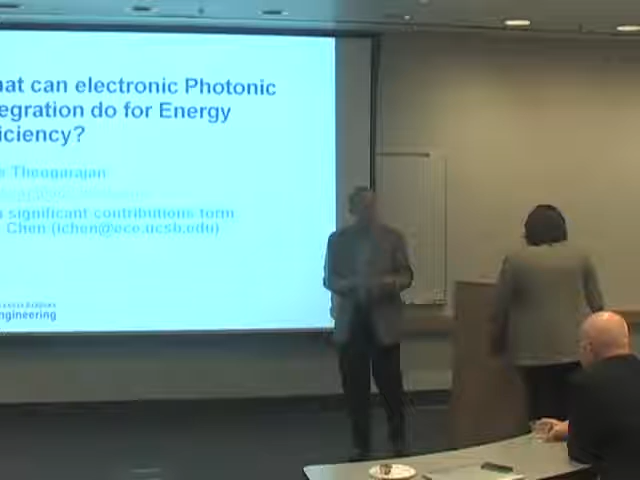 hat can electronic Photonic
egration do for Energy
iciency?
Theogarajan
significant contributions form
Chen (ichen@ece.ucsb.edu)
ngineering